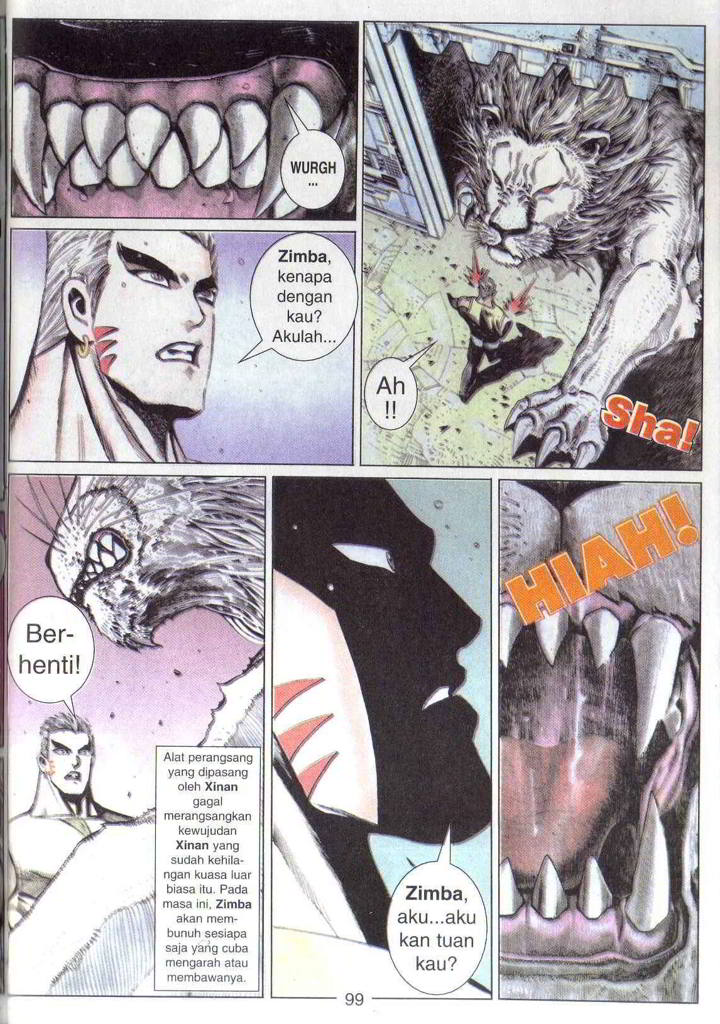 WURGH
...
Ah
!!
Sha!
Zimba,
kenapa
dengan
kau?
Akulah...
Ber-
henti!
Alat perangsang
yang dipasang
oleh Xinan
gagal
merangsangkan
kewujudan
Xinan yang
sudah kehila-
ngan kuasa luar
biasa itu. Pada
masa ini, Zimba
akan mem-
bunuh sesiapa
saja yang cuba
mengarah atau
membawanya.
Zimba,
aku...aku
kan tuan
kau?
HIAH!
99